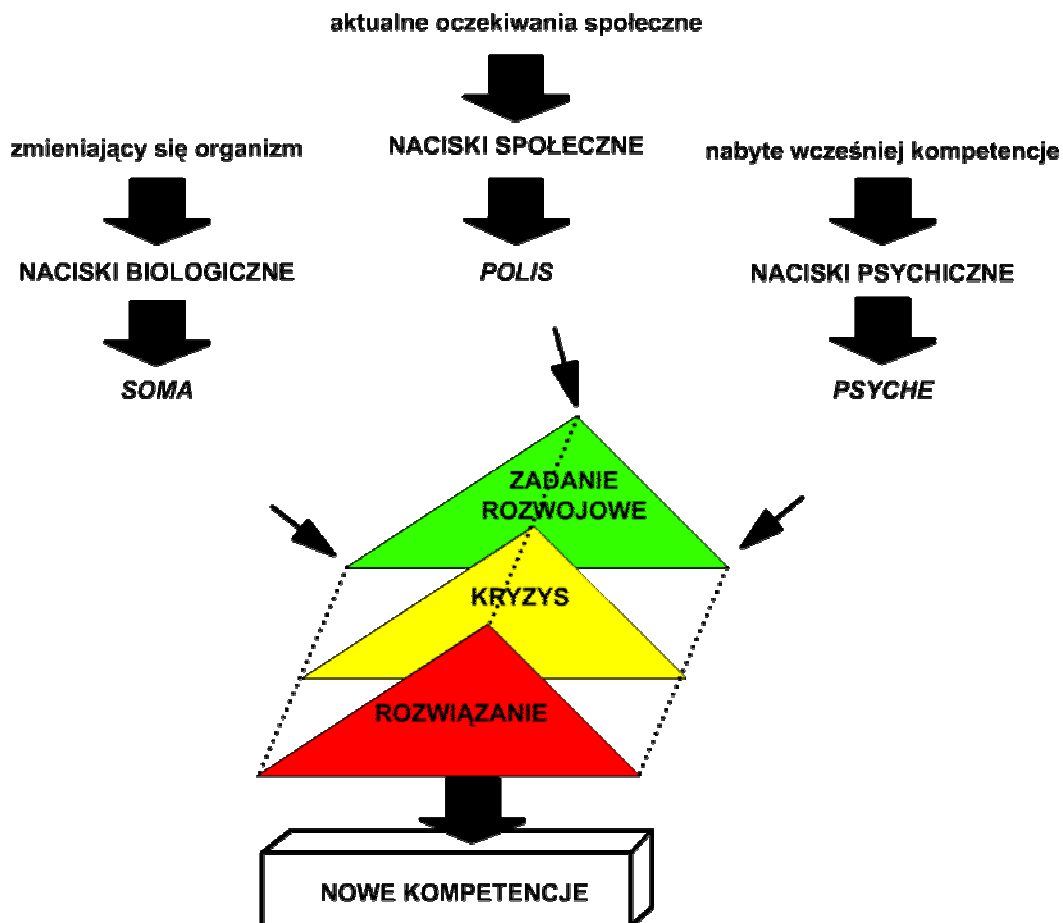 aktualne oczekiwania społeczne
zmieniający się organizm
NACISKI SPOŁECZNE
nabyte wcześniej kompetencje
NACISKI BIOLOGICZNE
POLIS
NACISKI PSYCHICZNE
SOMA
PSYCHE
ZADANIE
ROZWOJOWE
KRYZYS
ROZWIĄZANIE
NOWE KOMPETENCJE